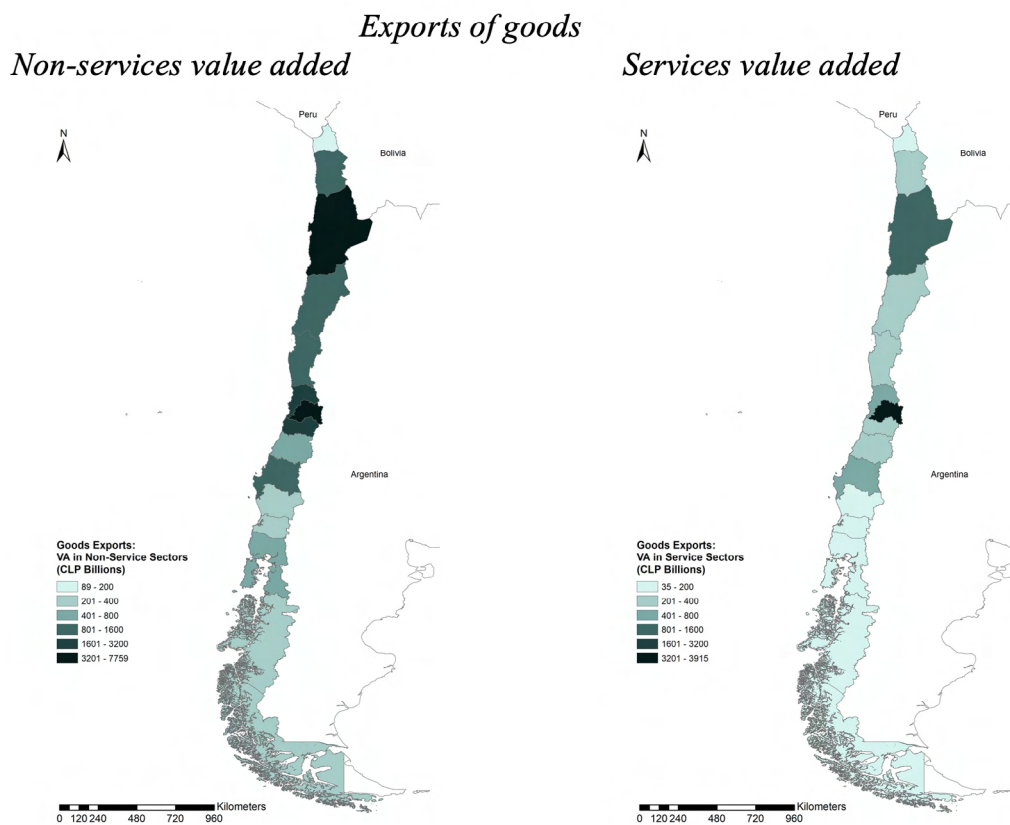 Exports of goods
Non-services value added
Services value added
Peru
N
Bolivia
Argentina
Goods Exports:
VA in Non-Service Sectors
(CLP Billions)
89 - 200
201 - 400
401 - 800
801 - 1600
1601 - 3200
3201 - 7759
Kilometers
0 120 240 480 720 960
Peru
N
Bolivia
Argentina
Goods Exports:
VA in Service Sectors
(CLP Billions)
35 - 200
201 - 400
401 - 800
801 - 1600
1601 - 3200
3201 - 3915
Kilometers
0 120 240 480 720 960